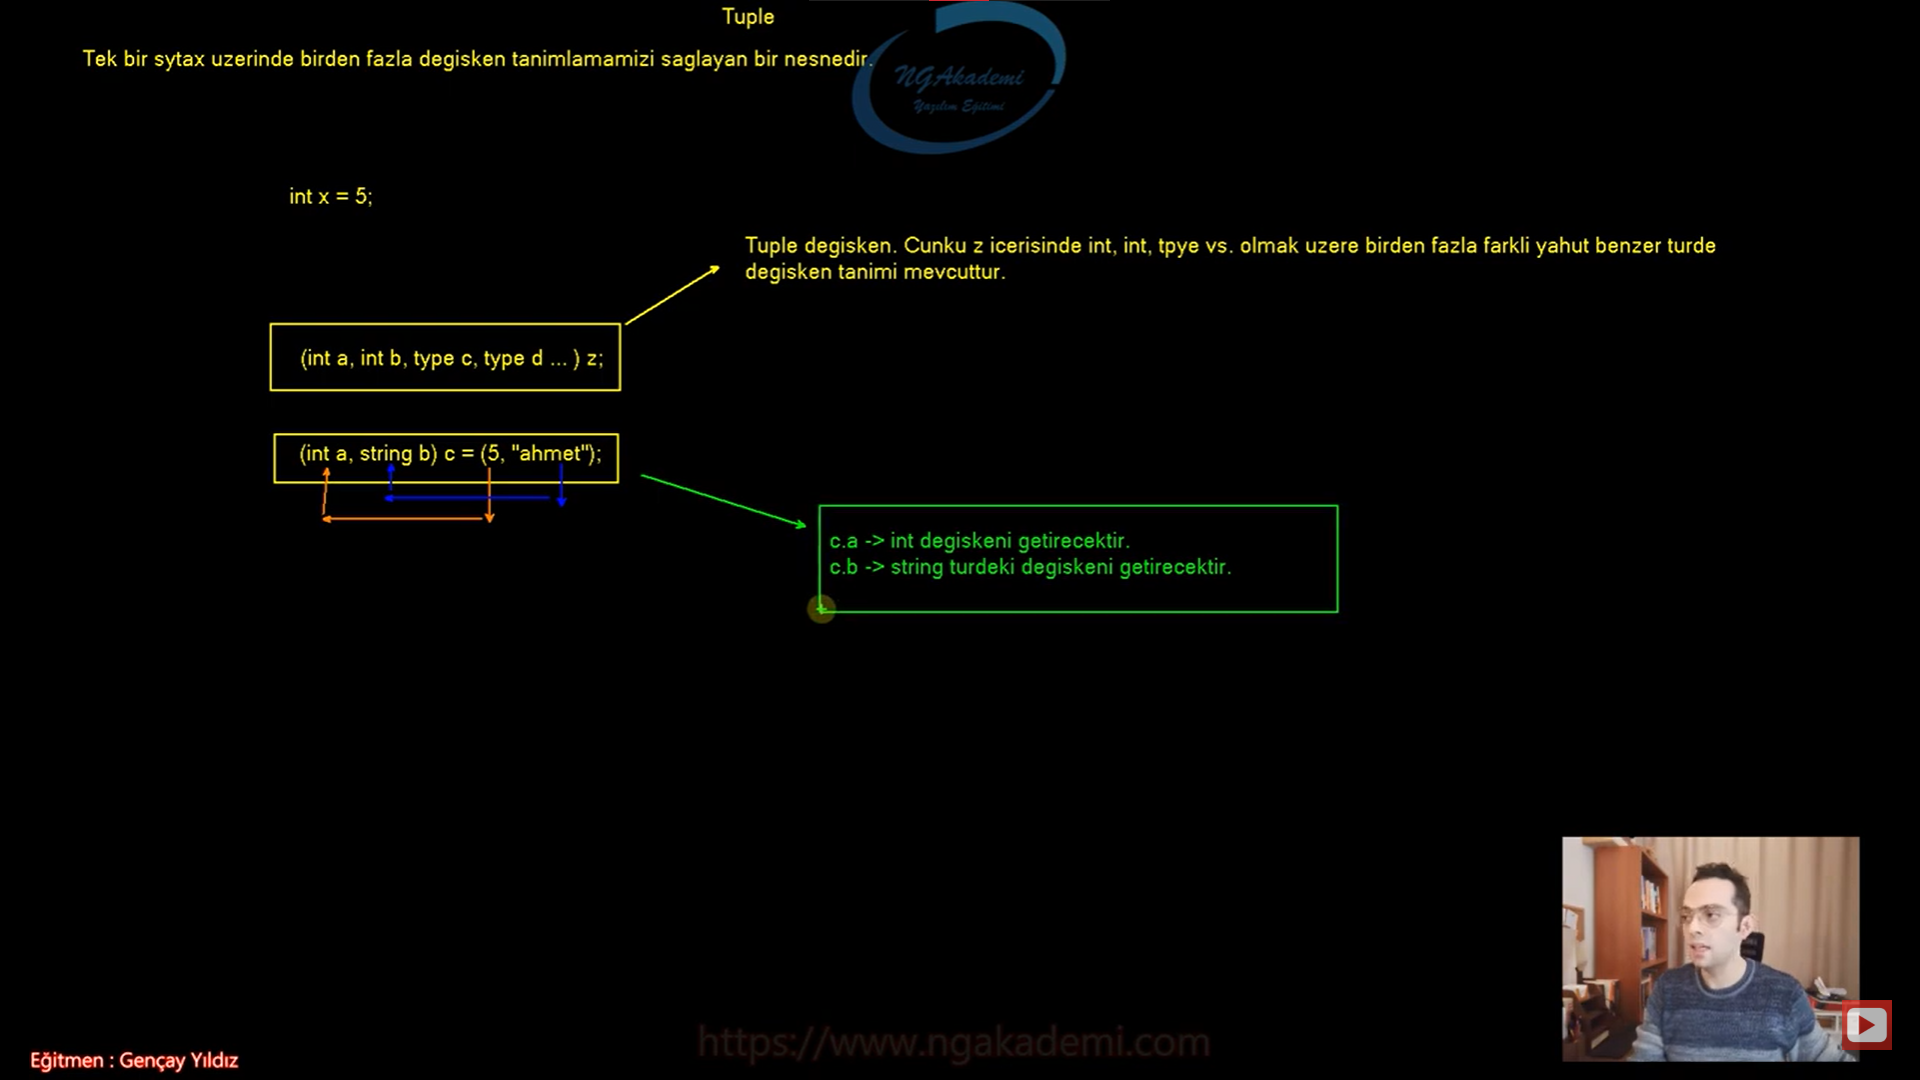 Tuple
Tek bir sytax uzerinde birden fazla degisken tanimlamamizi saglayan bir nesnedir.
NGAkademi
Yazılım Eğitimi
int x = 5;
Tuple degisken. Cunku z icerisinde int, int, tpye vs. olmak uzere birden fazla farkli yahut benzer turde
degisken tanimi mevcuttur.
(int a, int b, type c, type d ... ) z;
(int a, string b) c = (5, "ahmet");
c.a -> int degiskeni getirecektir.
c.b -> string turdeki degiskeni getirecektir.
https://www.ngakademi.com
Eğitmen : Gençay Yıldız